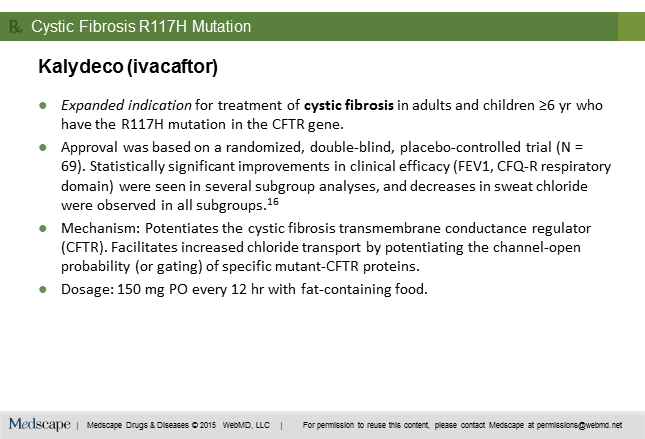 ℞ Cystic Fibrosis R117H Mutation
Kalydeco (ivacaftor)
● Expanded indication for treatment of cystic fibrosis in adults and children ≥6 yr who
have the R117H mutation in the CFTR gene.
● Approval was based on a randomized, double-blind, placebo-controlled trial (N =
69). Statistically significant improvements in clinical efficacy (FEV1, CFQ-R respiratory
domain) were seen in several subgroup analyses, and decreases in sweat chloride
were observed in all subgroups.16
● Mechanism: Potentiates the cystic fibrosis transmembrane conductance regulator
(CFTR). Facilitates increased chloride transport by potentiating the channel-open
probability (or gating) of specific mutant-CFTR proteins.
● Dosage: 150 mg PO every 12 hr with fat-containing food.
Medscape | Medscape Drugs & Diseases © 2015 WebMD, LLC | For permission to reuse this content, please contact Medscape at permissions@webmd.net